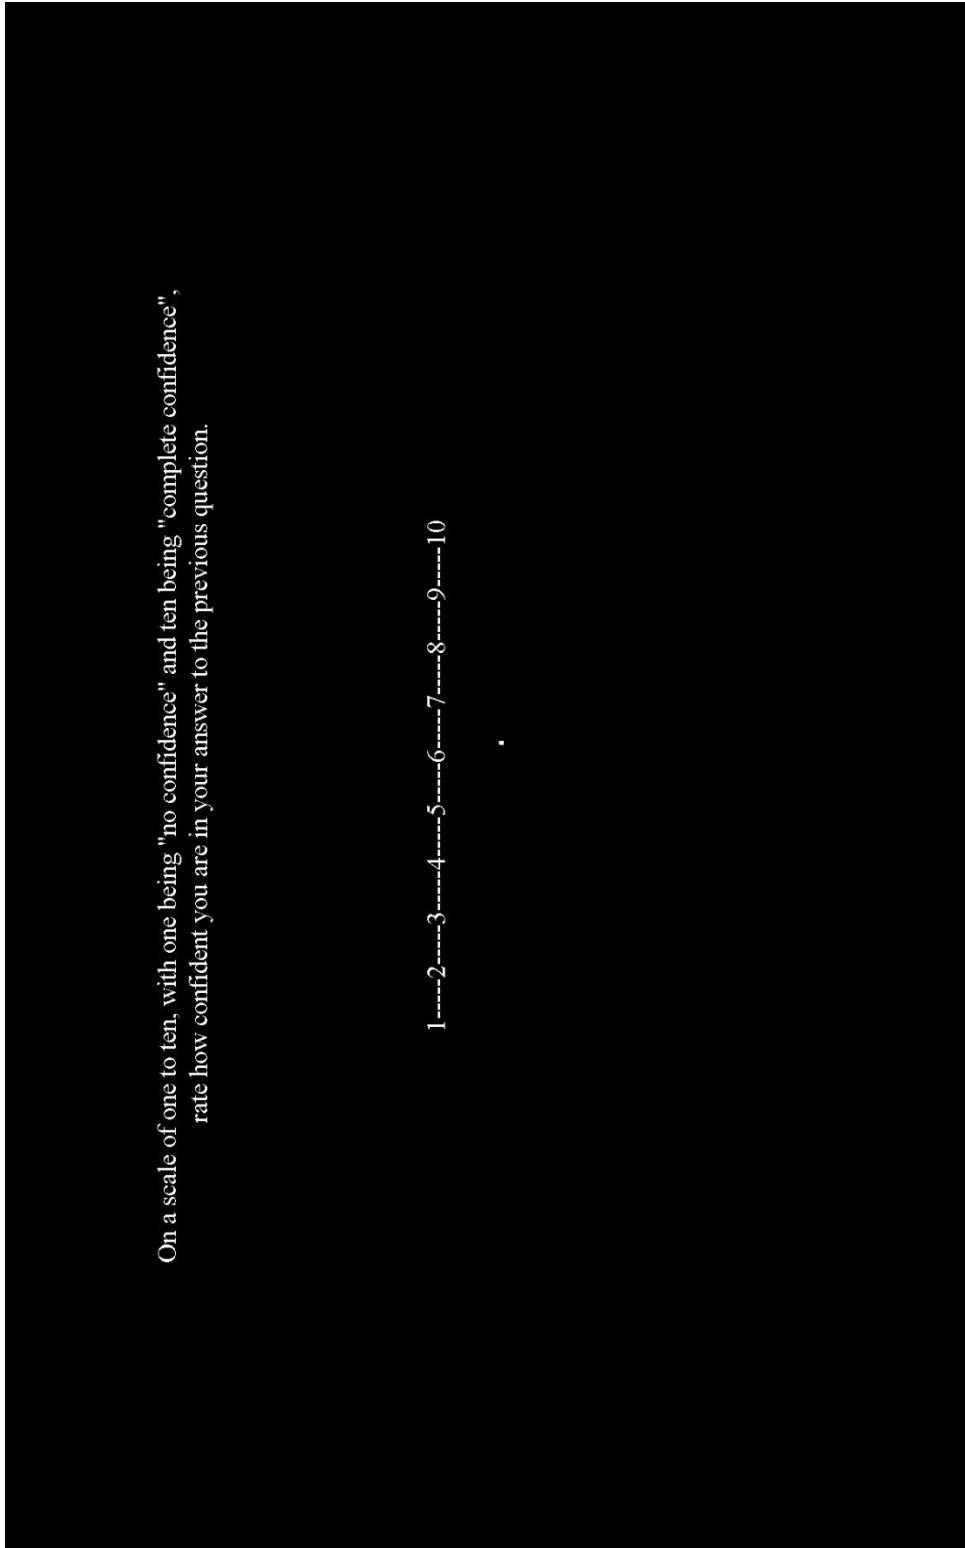 On a scale of one to ten, with one being "no confidence" and ten being "complete confidence",
rate how confident you are in your answer to the previous question.
1-----2-----3-----4-----5-----6-----7-----8-----9-----10